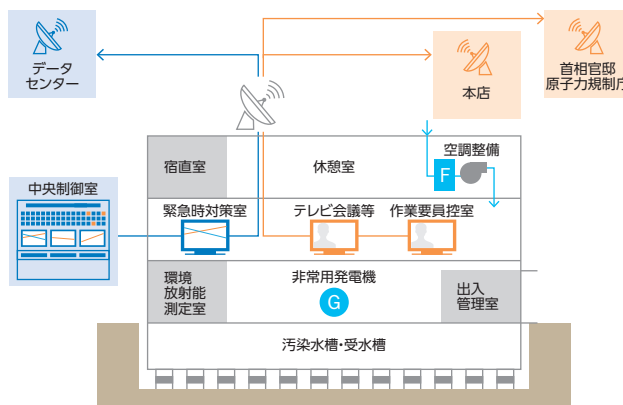 データ
センター
本店
首相官邸
原子力規制庁
宿直室
休憩室
空調整備
F
中央制御室
緊急時対策室
テレビ会議等
作業要員控室
環境
放射能
測定室
非常用発電機
G
出入
管理室
汚染水槽・受水槽